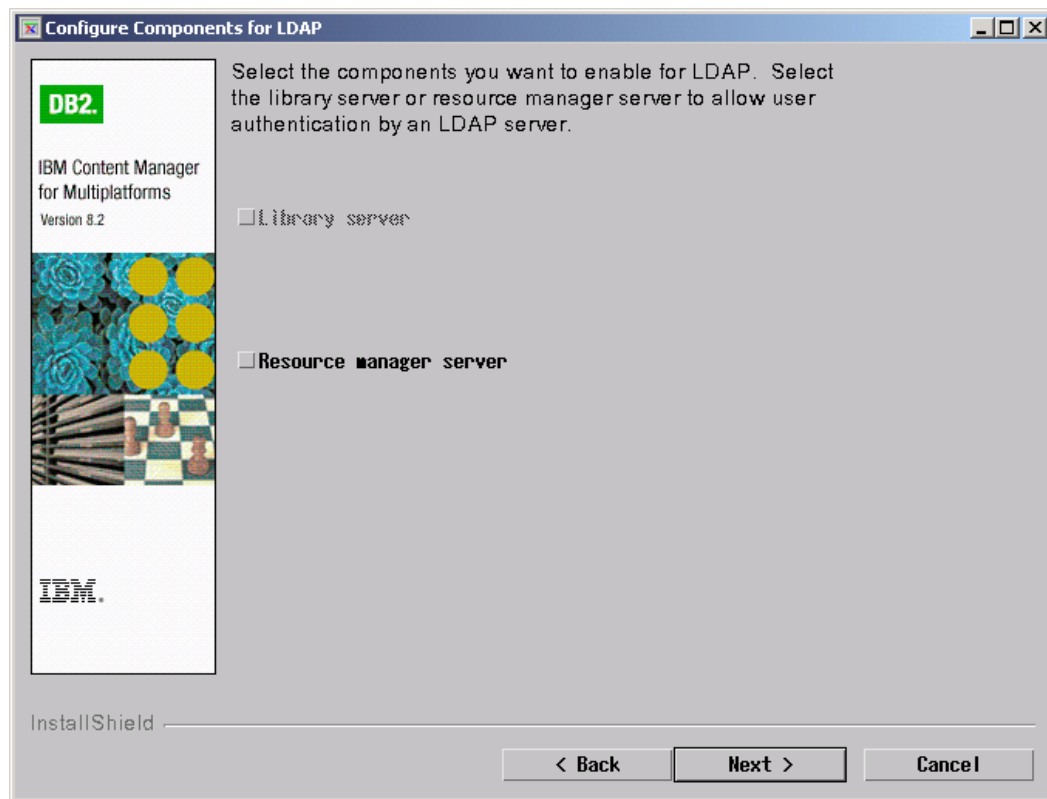 Configure Components for LDAP
DB2.
IBM Content Manager
for Multiplatforms
Version 8.2
IBM.
Select the components you want to enable for LDAP. Select
the library server or resource manager server to allow user
authentication by an LDAP server.
Library server
Resource manager server
InstallShield
< Back
Next >
Cancel